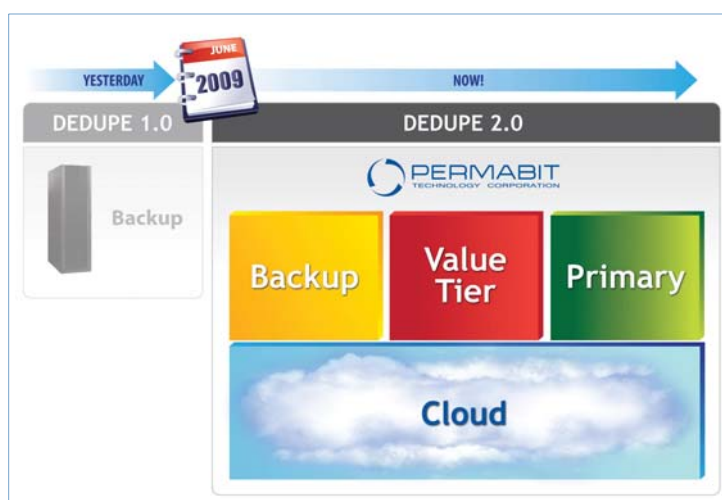 JUNE
2009
YESTERDAY
NOW!
DEDUPE 1.0
DEDUPE 2.0
Backup
PERMABIT
TECHNOLOGY CORPORATION
Backup
Value
Tier
Primary
Cloud